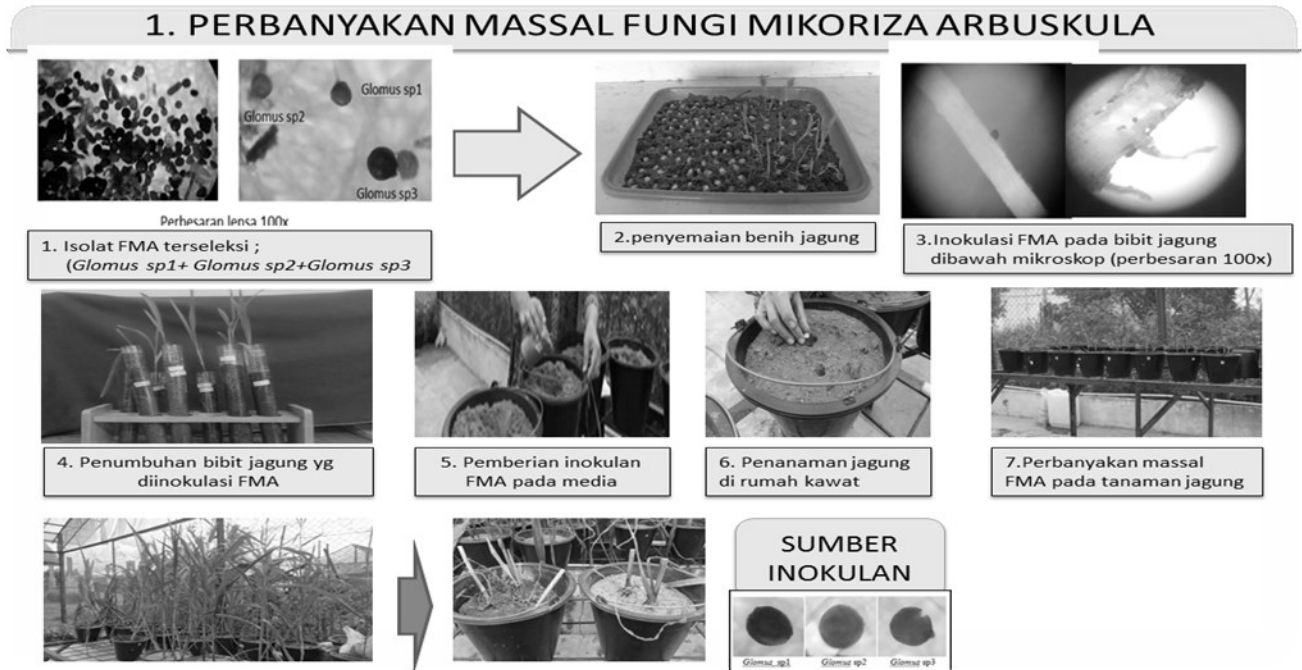 1. PERBANYAKAN MASSAL FUNGI MIKORIZA ARBUSKULA
Glomus sp1
Glomus sp2
Glomus sp3
Perbesaran lensa 100x
1. Isolat FMA terseleksi ;
(Glomus sp1+ Glomus sp2+Glomus sp3
2.penyemaian benih jagung
3.Inokulasi FMA pada bibit jagung
dibawah mikroskop (perbesaran 100x)
4. Penumbuhan bibit jagung yg
diinokulasi FMA
5. Pemberian inokulan
FMA pada media
6. Penanaman jagung
di rumah kawat
7.Perbanyakan massal
FMA pada tanaman jagung
SUMBER
INOKULAN
Glomus sp1 Glomus sp2 Glomus sp3